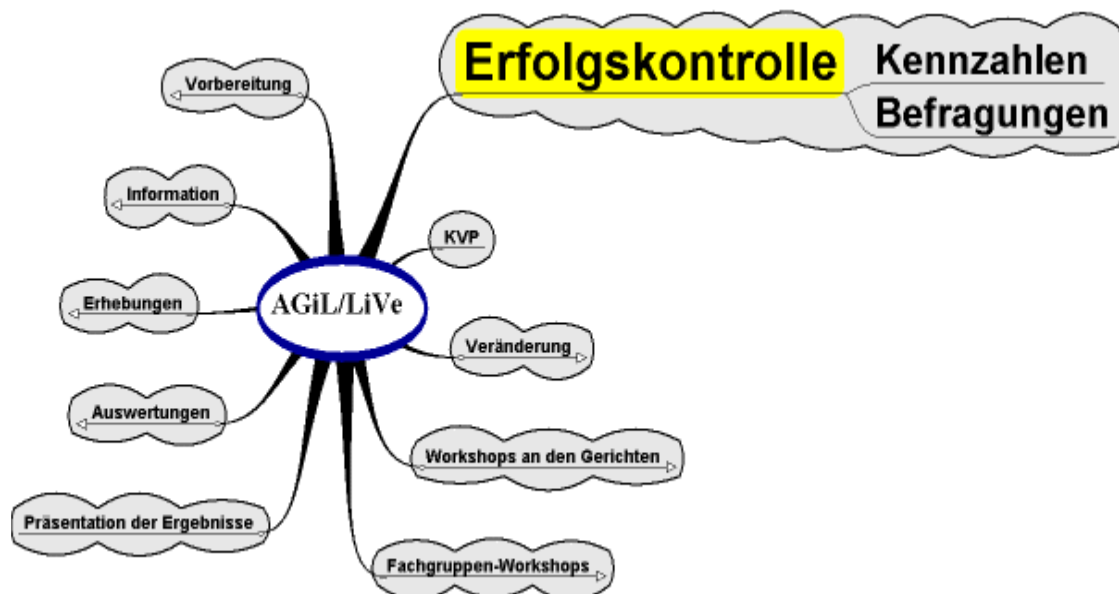 Erfolgskontrolle
Kennzahlen
Befragungen
Vorbereitung
Information
KVP
Erhebungen
AGiL/LiVe
Veränderung
Auswertungen
Workshops an den Gerichten
Präsentation der Ergebnisse
Fachgruppen-Workshops